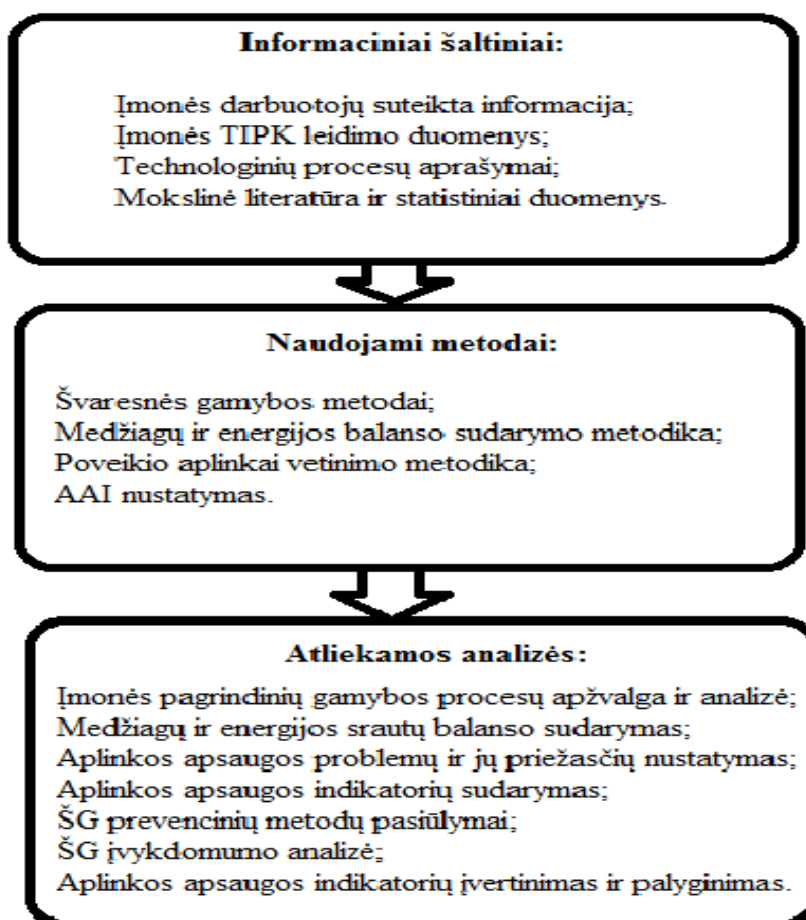 Informaciniai šaltiniai:
Įmonės darbuotojų suteikta informacija;
Įmonės TIPK leidimo duomenys;
Technologinių procesų aprašymai;
Mokslinė literatūra ir statistiniai duomenys.
Naudojami metodai:
Švaresnės gamybos metodai;
Medžiagų ir energijos balanso sudarymo metodika;
Poveikio aplinkai vetinimo metodika;
AAI nustatymas.
Atliekamos analizės:
Įmonės pagrindinių gamybos procesų apžvalga ir analizė;
Medžiagų ir energijos srautų balanso sudarymas;
Aplinkos apsaugos problemų ir jų priežasčių nustatymas;
Aplinkos apsaugos indikatorių sudarymas;
ŠG prevencinių metodų pasiūlymai;
ŠG įvykdomumo analizė;
Aplinkos apsaugos indikatorių įvertinimas ir palyginimas.